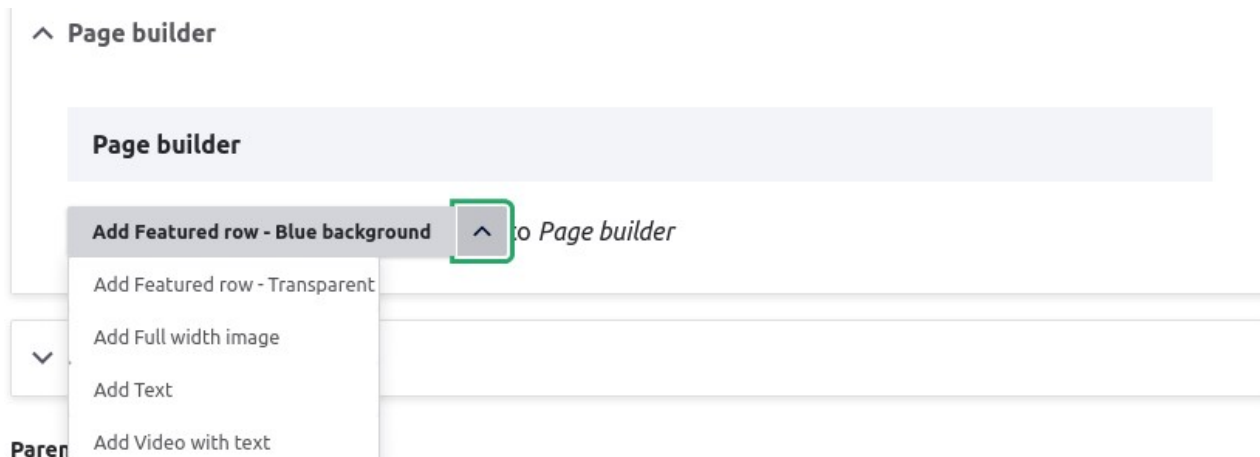 Page builder
Page builder
Add Featured row - Blue background
to Page builder
Add Featured row - Transparent
Add Full width image
Add Text
Add Video with text